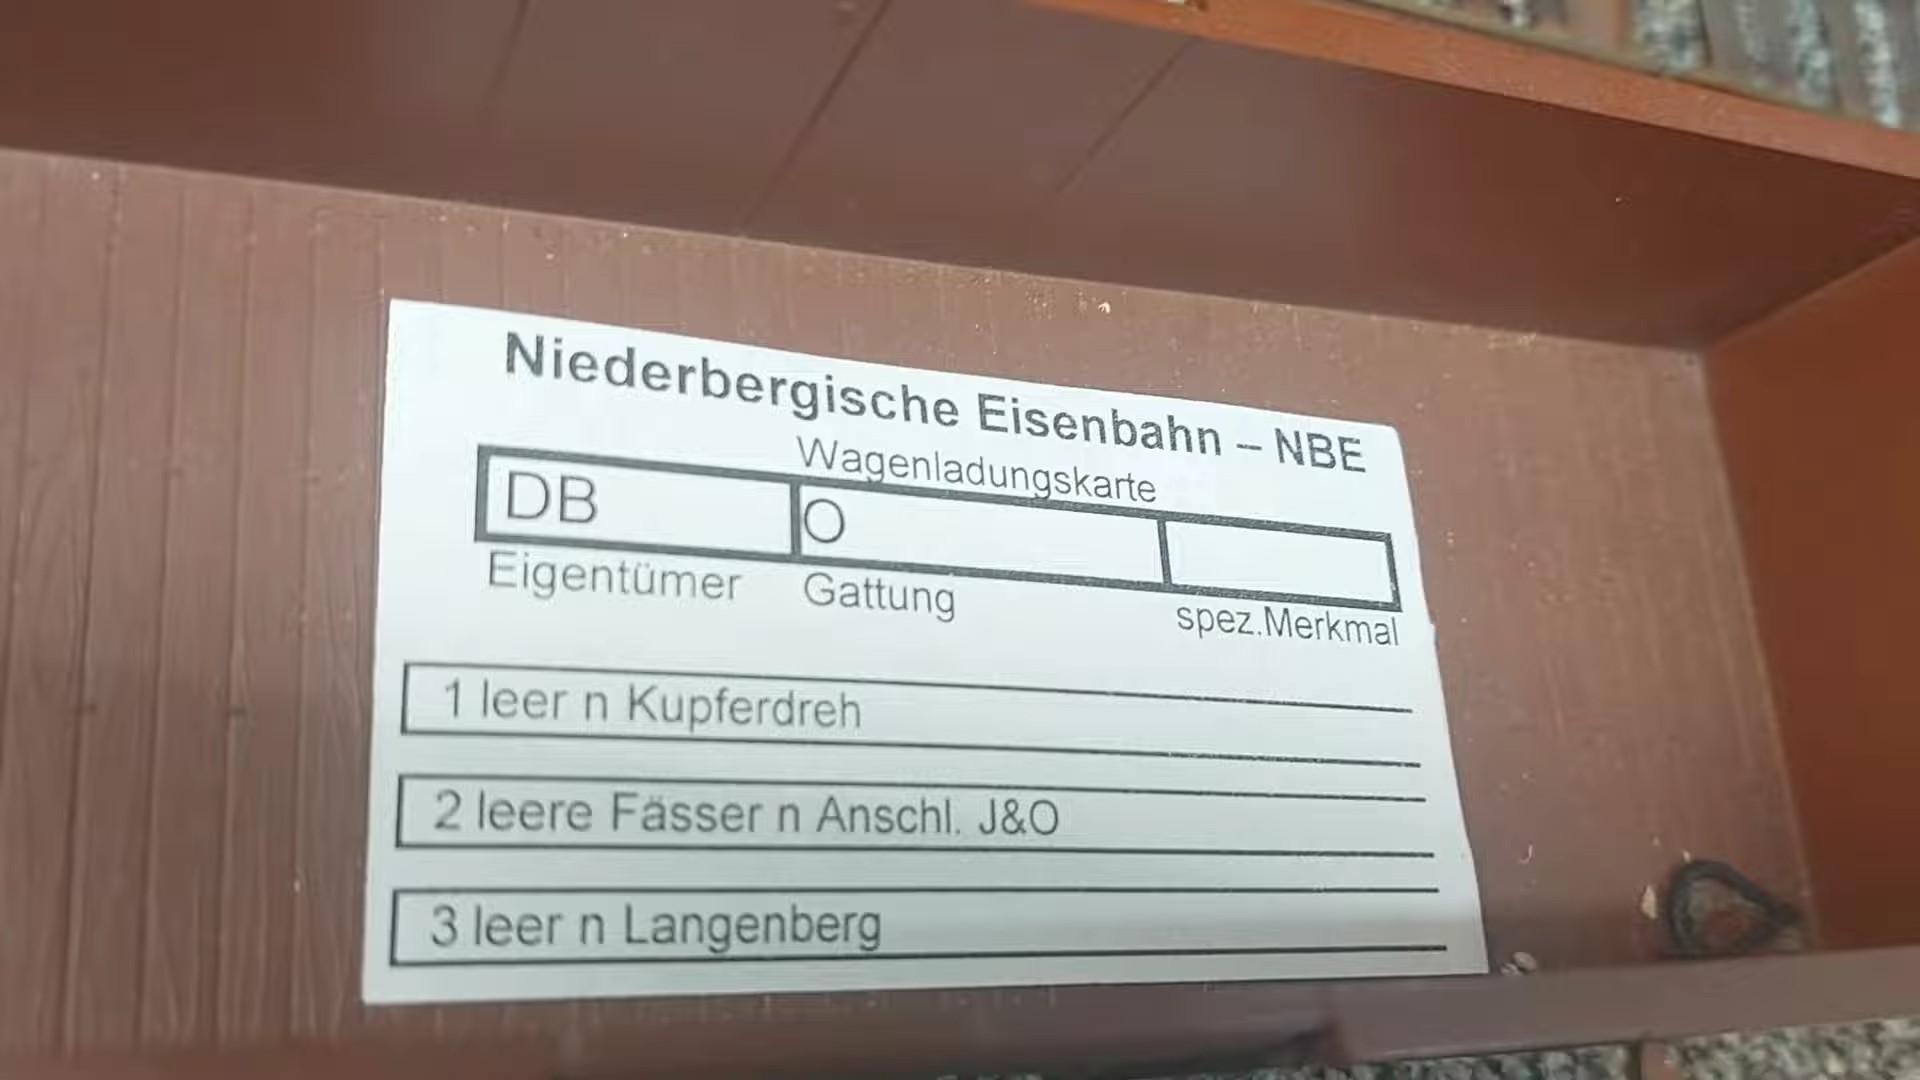 Niederbergische Eisenbahn – NBE
Wagenladungskarte
DB O
Eigentümer Gattung spez.Merkmal
1 leer n Kupferdreh
2 leere Fässer n Anschl. J&O
3 leer n Langenberg